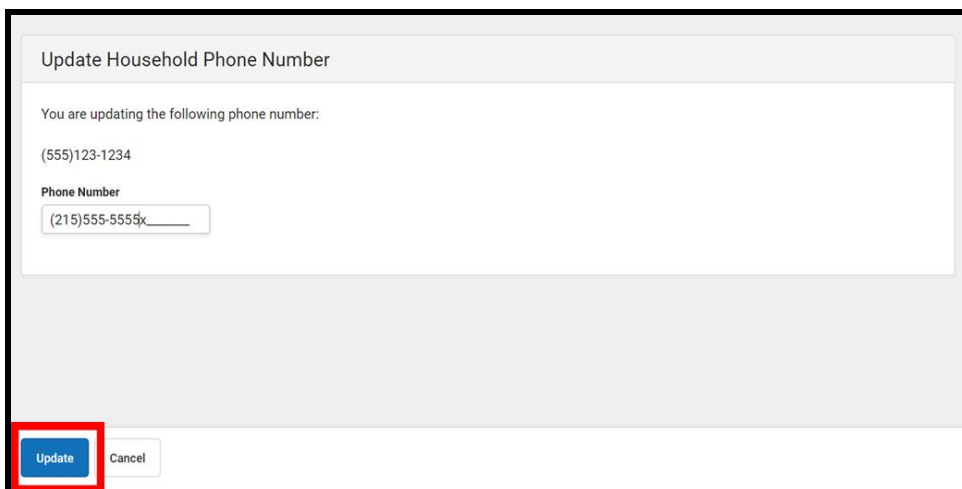 Update Household Phone Number
You are updating the following phone number:
(555)123-1234
Phone Number
(215)555-5555x_______
Update Cancel